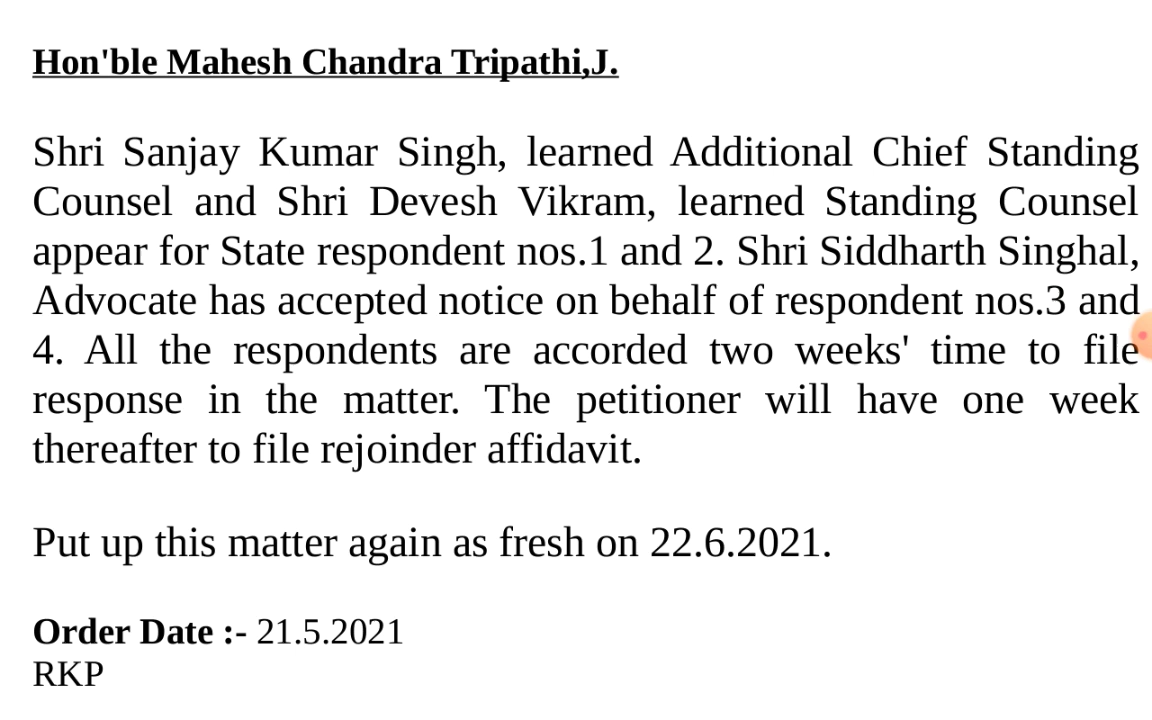 Hon'ble Mahesh Chandra Tripathi,J.
Shri Sanjay Kumar Singh, learned Additional Chief Standing
Counsel and Shri Devesh Vikram, learned Standing Counsel
appear for State respondent nos.1 and 2. Shri Siddharth Singhal,
Advocate has accepted notice on behalf of respondent nos.3 and
4. All the respondents are accorded two weeks' time to file
response in the matter. The petitioner will have one week
thereafter to file rejoinder affidavit.
Put up this matter again as fresh on 22.6.2021.
Order Date :- 21.5.2021
RKP